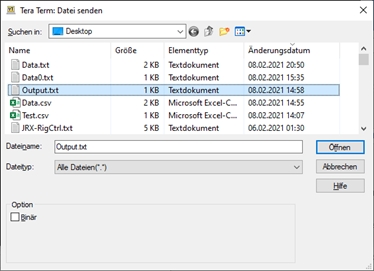 Tera Term: Datei senden
Suchen in: Desktop
Name Größe Elementtyp Änderungsdatum
Data.txt 2 KB Textdokument 08.02.2021 20:50
Data0.txt 1 KB Textdokument 08.02.2021 15:35
Output.txt 1 KB Textdokument 08.02.2021 14:58
Data.csv 2 KB Microsoft Excel-C... 08.02.2021 14:44
Test.csv 1 KB Microsoft Excel-C... 08.02.2021 14:07
JRX-RigCtrl.txt 5 KB Textdokument 08.02.2021 01:30
Dateiname: Output.txt Öffnen
Dateityp: Alle Dateien(*.*) Abbrechen
Hilfe
Option
Binär